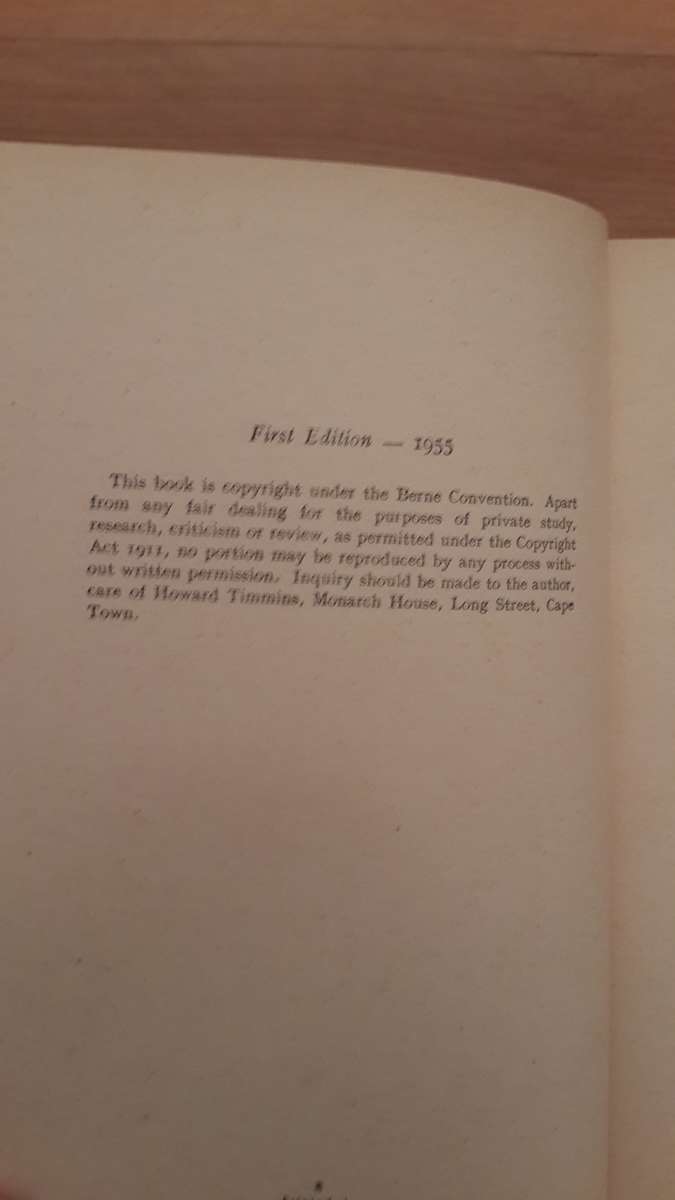 First Edition — 1955
This book is copyright under the Berne Convention. Apart
from any fair dealing for the purposes of private study,
research, criticism or review, as permitted under the Copyright
Act 1911, no portion may be reproduced by any process with-
out written permission. Inquiry should be made to the author,
care of Howard Timmins, Monarch House, Long Street, Cape
Town.